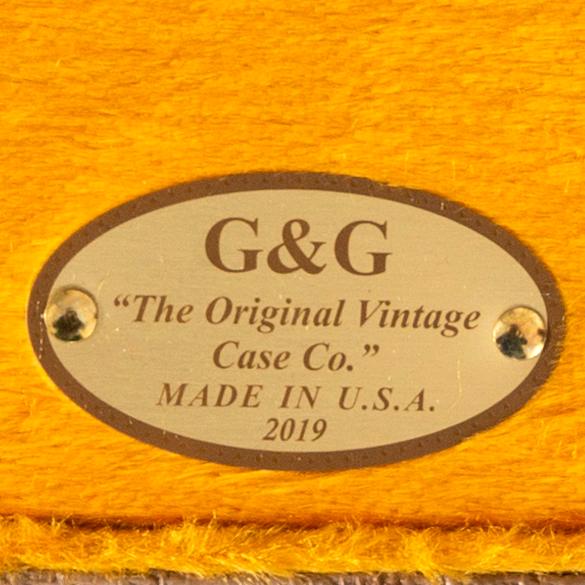 G&G
“The Original Vintage
Case Co.”
MADE IN U.S.A.
2019